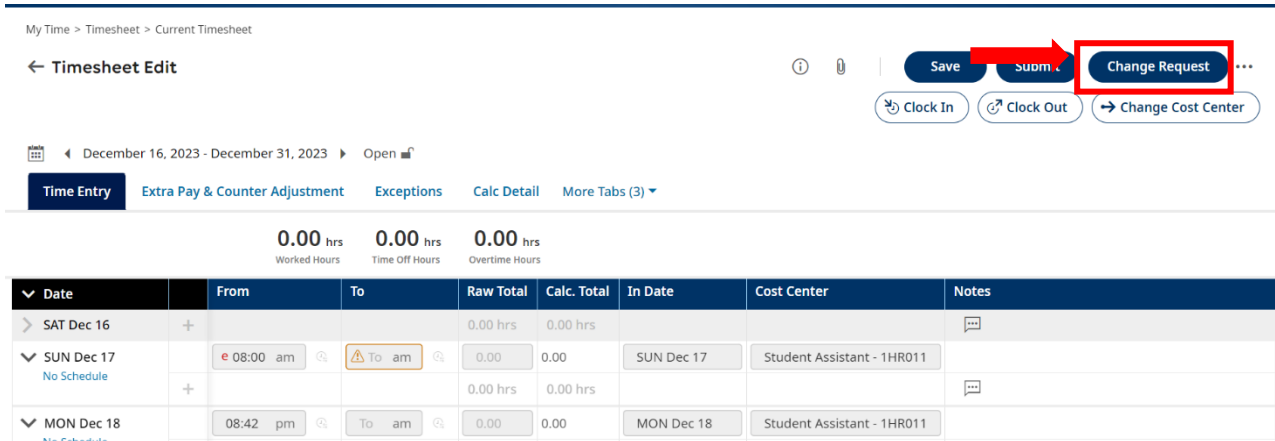 My Time > Timesheet > Current Timesheet
← Timesheet Edit
Save Submit Change Request ...
Clock In Clock Out → Change Cost Center
December 16, 2023 - December 31, 2023 Open
Time Entry Extra Pay & Counter Adjustment Exceptions Calc Detail More Tabs (3)
0.00 hrs 0.00 hrs 0.00 hrs
Worked Hours Time Off Hours Overtime Hours
Date From To Raw Total Calc. Total In Date Cost Center Notes
SAT Dec 16 + 0.00 hrs 0.00 hrs
SUN Dec 17 e 08:00 am To am 0.00 0.00 SUN Dec 17 Student Assistant - 1HR011
No Schedule
+ 0.00 hrs 0.00 hrs
MON Dec 18 08:42 pm To am 0.00 0.00 MON Dec 18 Student Assistant - 1HR011
No Schedule